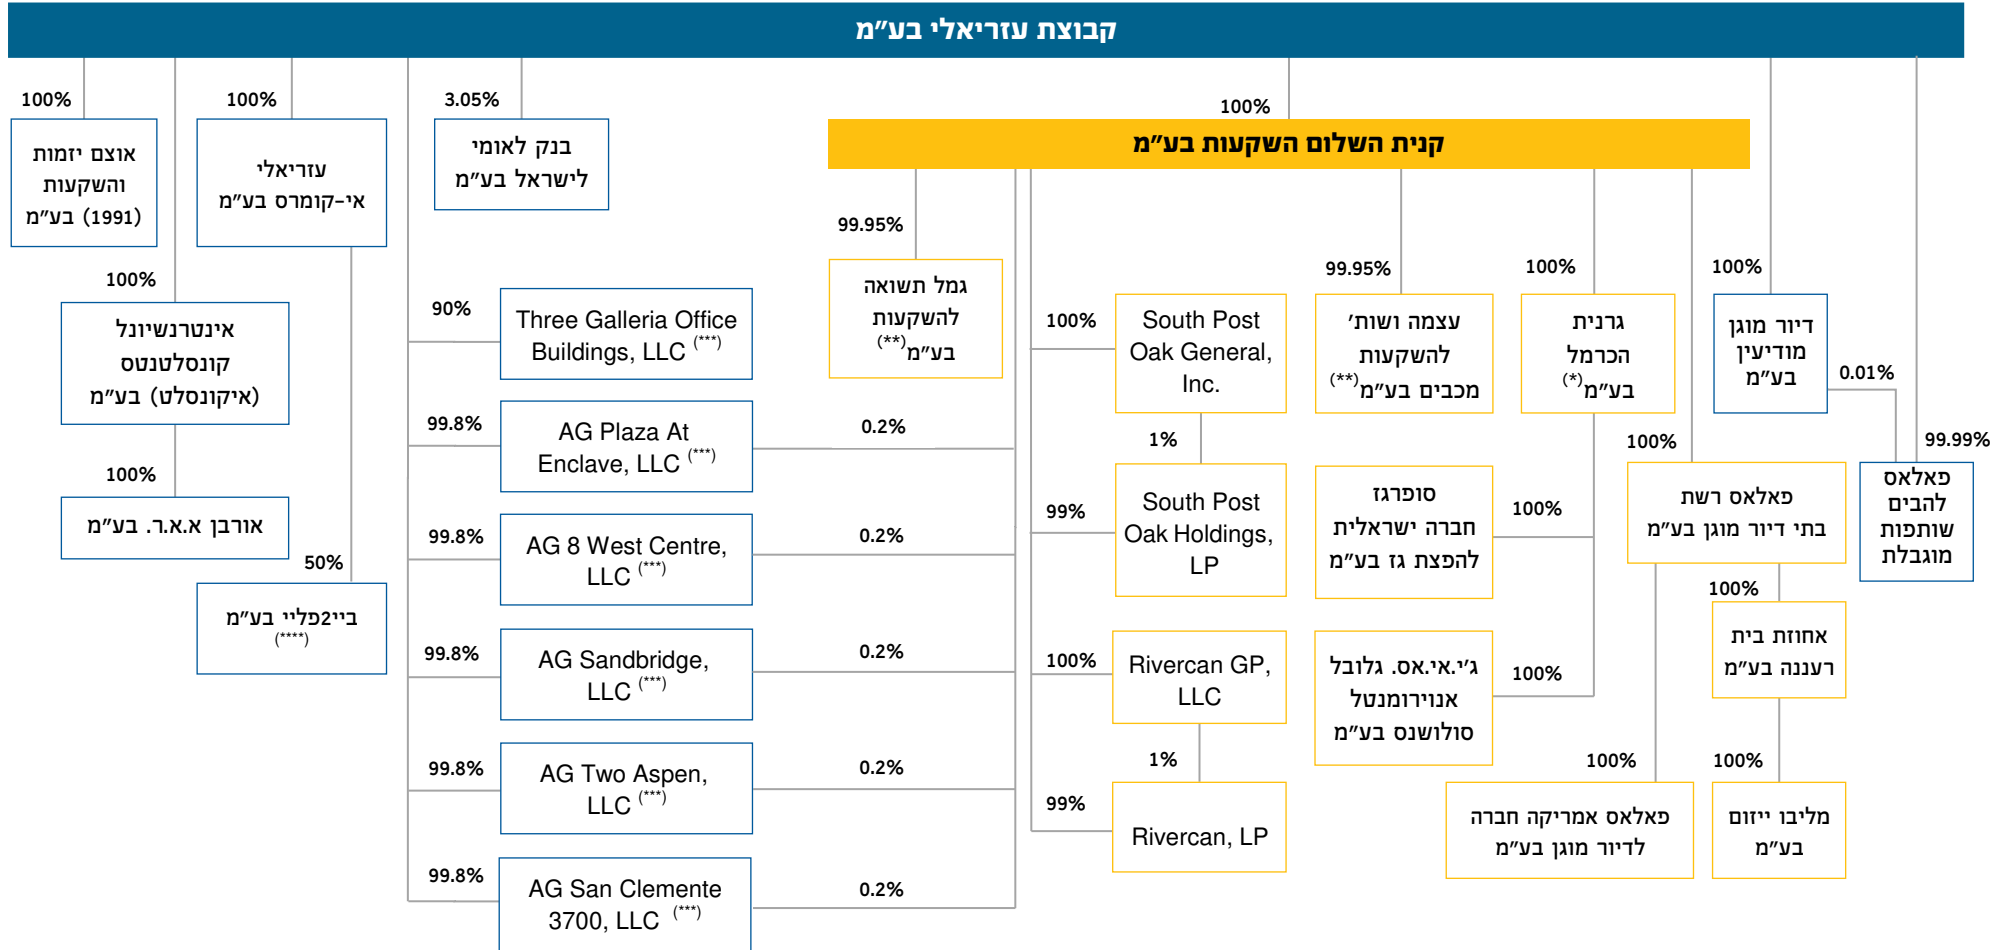 קבוצת עזריאלי בע"מ
100%
אוצם יזמות
והשקעות
(1991) בע"מ
100%
אינטרנשיונל
קונסלטנטס
(איקונסלט) בע"מ
100%
אורבן א.א.ר. בע"מ
100%
עזריאלי
אי-קומרס בע"מ
50%
ביי2פליי בע"מ
(****)
3.05%
בנק לאומי
לישראל בע"מ
90%
Three Galleria Office
Buildings, LLC (***)
99.8%
AG Plaza At
Enclave, LLC (***)
0.2%
99.8%
AG 8 West Centre,
LLC (***)
0.2%
99.8%
AG Sandbridge,
LLC (***)
0.2%
99.8%
AG Two Aspen,
LLC (***)
0.2%
99.8%
AG San Clemente
3700, LLC (***)
0.2%
100%
קנית השלום השקעות בע"מ
99.95%
גמל תשואה
להשקעות
בע"מ(**)
100%
South Post
Oak General,
Inc.
1%
99%
South Post
Oak Holdings,
LP
100%
Rivercan GP,
LLC
1%
99%
Rivercan, LP
99.95%
עצמה ושות'
להשקעות
מכבים בע"מ(**)
100%
גרנית
הכרמל
בע"מ(*)
100%
סופרגז
חברה ישראלית
להפצת גז בע"מ
100%
ג'י.אי.אס. גלובל
אנוירומנטל
סולושנס בע"מ
100%
פאלאס רשת
בתי דיור מוגן בע"מ
100%
אחוזת בית
רעננה בע"מ
100%
מליבו ייזום
בע"מ
100%
פאלאס אמריקה חברה
לדיור מוגן בע"מ
100%
דיור מוגן
מודיעין
בע"מ
0.01%
99.99%
פאלאס
להבים
שותפות
מוגבלת